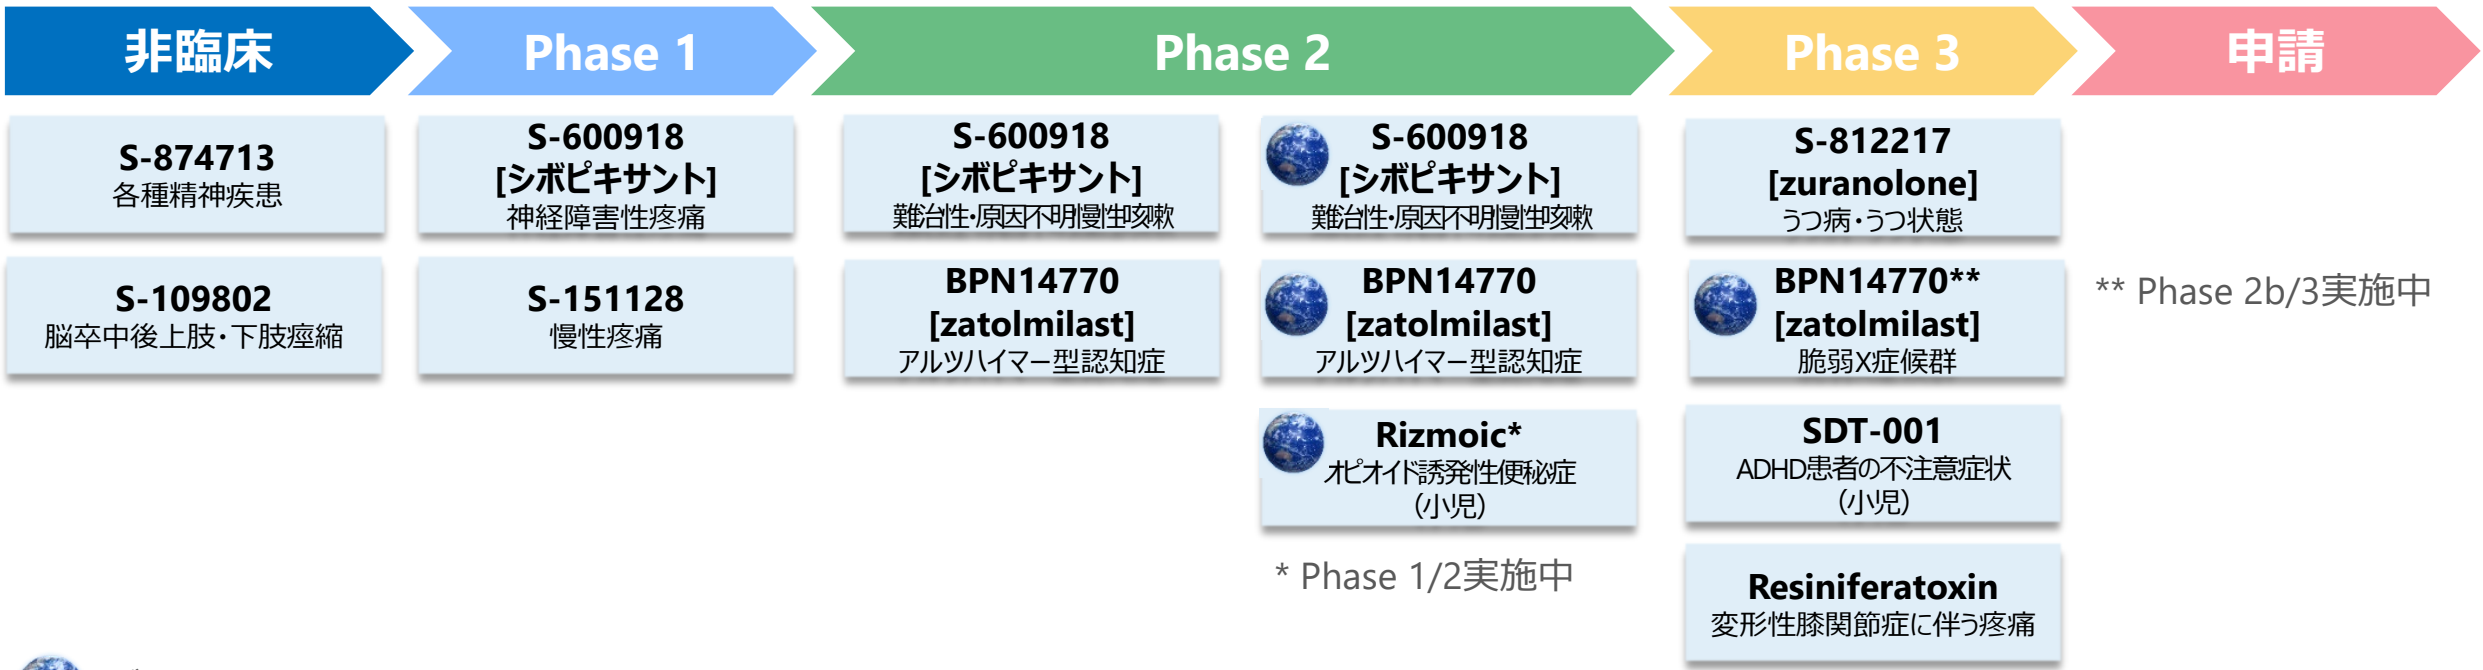 非臨床
Phase 1
Phase 2
Phase 3
申請
S-874713
各種精神疾患
S-109802
脳卒中後上肢・下肢痙縮
S-600918
[シボピキサント]
神経障害性疼痛
S-151128
慢性疼痛
S-600918
[シボピキサント]
難治性・原因不明慢性咳嗽
BPN14770
[zatolmilast]
アルツハイマー型認知症
S-600918
[シボピキサント]
難治性・原因不明慢性咳嗽
BPN14770
[zatolmilast]
アルツハイマー型認知症
Rizmoic*
オピオイド誘発性便秘症
（小児）
* Phase 1/2実施中
S-812217
[zuranolone]
うつ病・うつ状態
BPN14770**
[zatolmilast]
脆弱X症候群
SDT-001
ADHD患者の不注意症状
（小児）
Resiniferatoxin
変形性膝関節症に伴う疼痛
** Phase 2b/3実施中